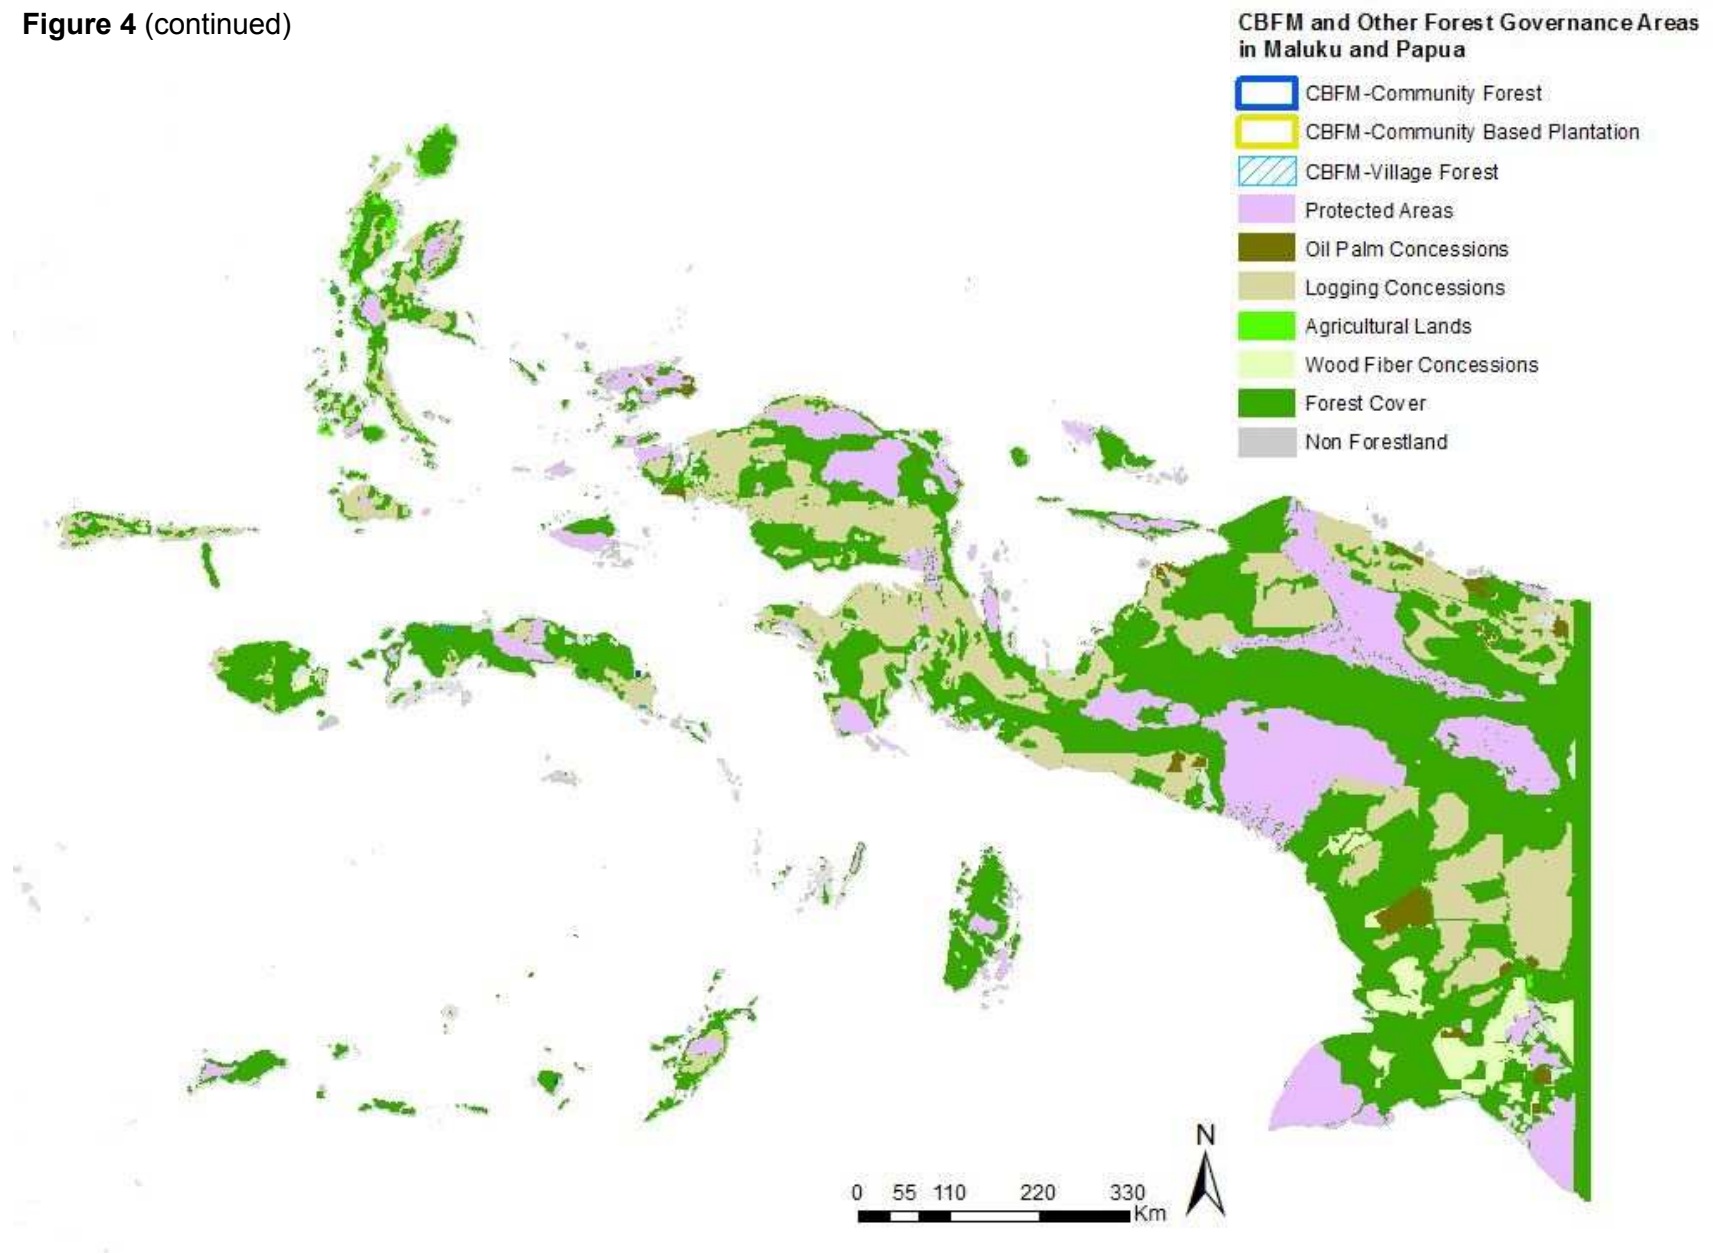 Figure 4 (continued)
CBFM and Other Forest Governance Areas
in Maluku and Papua
CBFM-Community Forest
CBFM-Community Based Plantation
CBFM-Village Forest
Protected Areas
Oil Palm Concessions
Logging Concessions
Agricultural Lands
Wood Fiber Concessions
Forest Cover
Non Forestland
N
0 55 110 220 330
Km